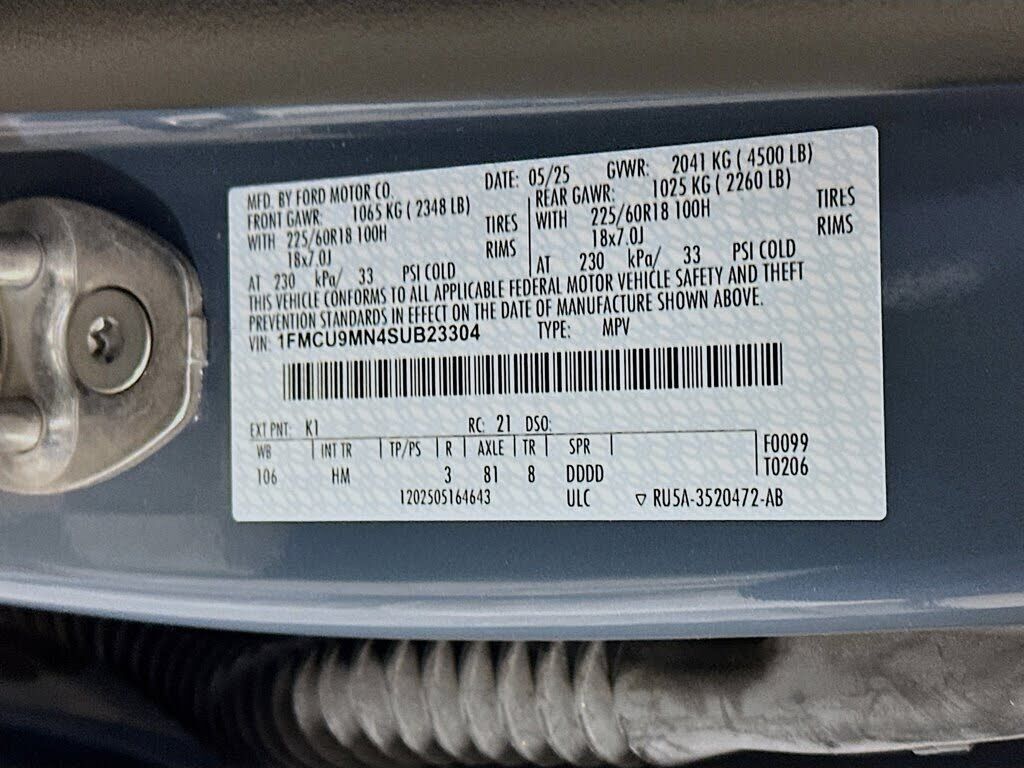 MFD. BY FORD MOTOR CO. DATE: 05/25 GVWR: 2041 KG ( 4500 LB)
FRONT GAWR: 1065 KG ( 2348 LB) REAR GAWR: 1025 KG ( 2260 LB)
WITH 225/60R18 100H TIRES WITH 225/60R18 100H TIRES
18x7.0J RIMS 18x7.0J RIMS
AT 230 kPa/ 33 PSI COLD AT 230 kPa/ 33 PSI COLD
THIS VEHICLE CONFORMS TO ALL APPLICABLE FEDERAL MOTOR VEHICLE SAFETY AND THEFT
PREVENTION STANDARDS IN EFFECT ON THE DATE OF MANUFACTURE SHOWN ABOVE.
VIN: 1FMCU9MN4SUB23304 TYPE: MPV
EXT PNT: K1 RC: 21 DSO:
WB INT TR TP/PS R AXLE TR SPR F0099
106 HM 3 81 8 DDDD T0206
1202505164643 ULC ▽ RU5A-3520472-AB